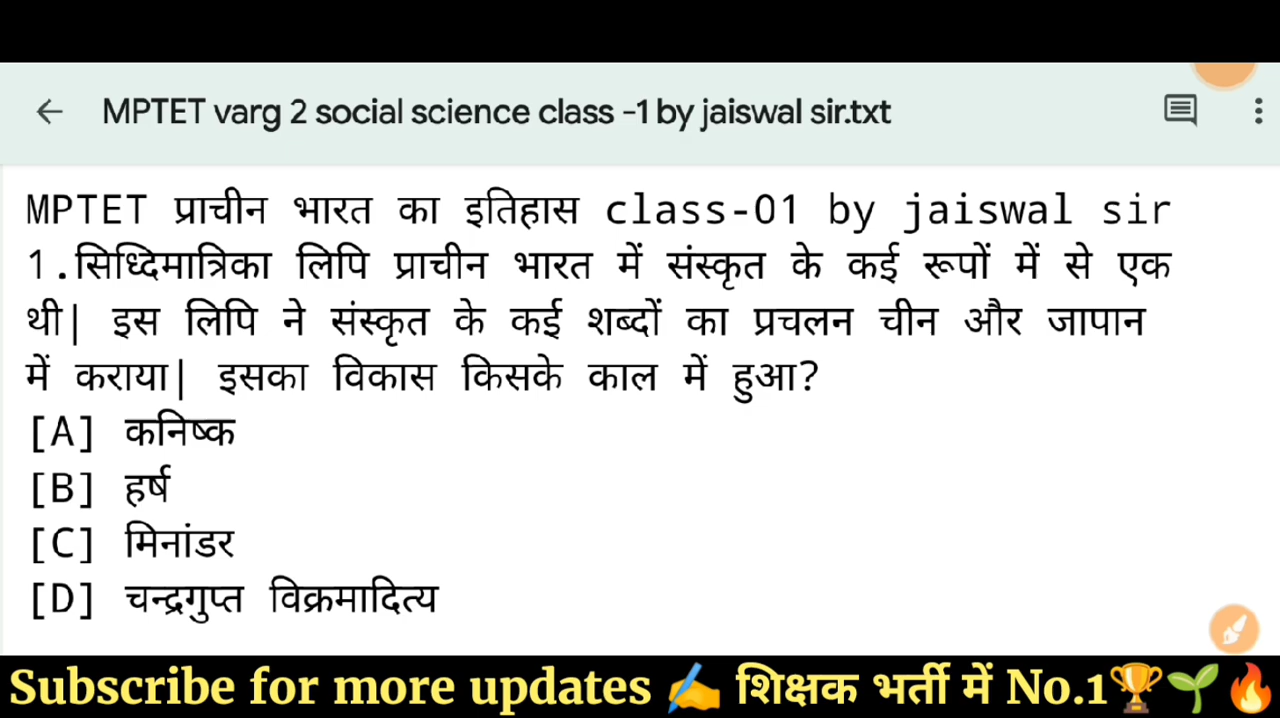 MPTET varg 2 social science class -1 by jaiswal sir.txt
MPTET प्राचीन भारत का इतिहास class-01 by jaiswal sir
1.सिध्दिमात्रिका लिपि प्राचीन भारत में संस्कृत के कई रूपों में से एक
थी| इस लिपि ने संस्कृत के कई शब्दों का प्रचलन चीन और जापान
में कराया| इसका विकास किसके काल में हुआ?
[A] कनिष्क
[B] हर्ष
[C] मिनांडर
[D] चन्द्रगुप्त विक्रमादित्य
Subscribe for more updates ✍️ शिक्षक भर्ती में No.1🏆🌱🔥